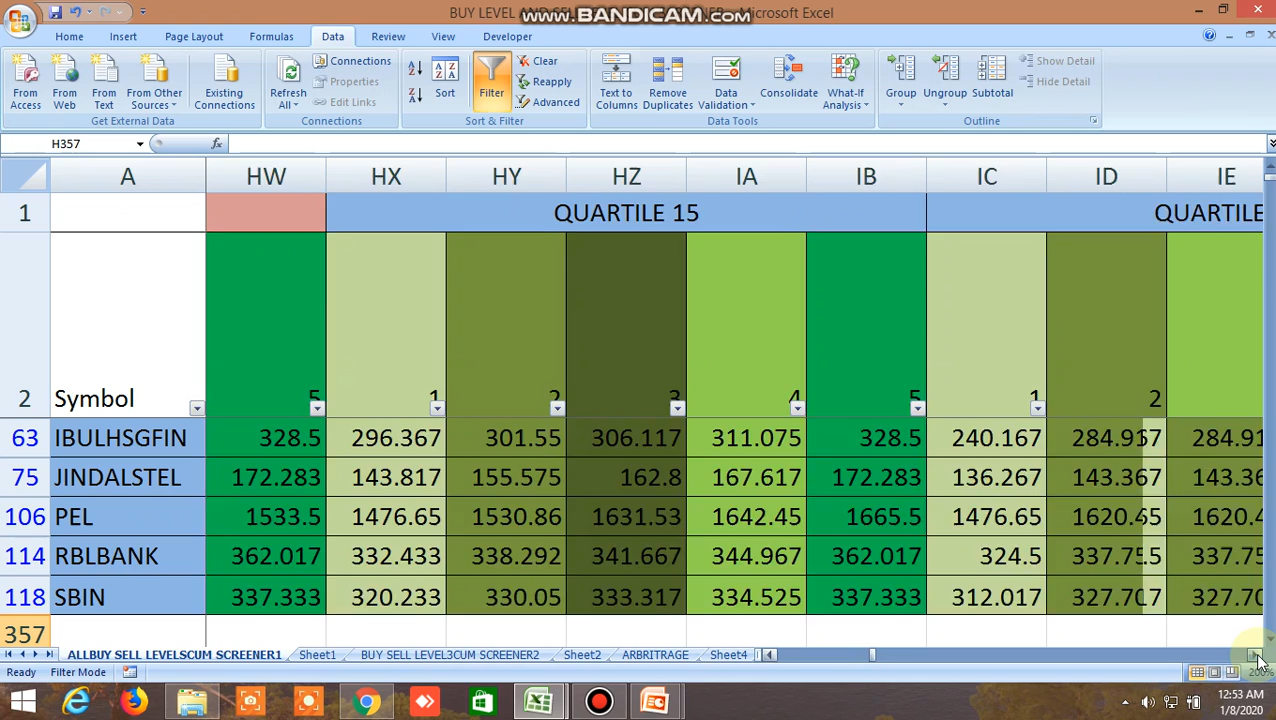 BUY LEVEL AND SEL
www.BANDICAM.com
- Microsoft Excel
Home Insert Page Layout Formulas Data Review View Developer
From Access
From Web
From Text
From Other Sources
Existing Connections
Get External Data
Refresh All
Connections
Properties
Edit Links
Connections
Sort
Filter
Clear
Reapply
Advanced
Sort & Filter
Text to Columns
Remove Duplicates
Data Validation
Consolidate
What-If Analysis
Data Tools
Group
Ungroup
Subtotal
Show Detail
Hide Detail
Outline
H357 fx
A HW HX HY HZ IA IB IC ID IE
1 QUARTILE 15 QUARTILE
2 Symbol 5 1 2 3 4 5 1 2
63 IBULHSGFIN 328.5 296.367 301.55 306.117 311.075 328.5 240.167 284.917 284.91
75 JINDALSTEL 172.283 143.817 155.575 162.8 167.617 172.283 136.267 143.367 143.36
106 PEL 1533.5 1476.65 1530.86 1631.53 1642.45 1665.5 1476.65 1620.45 1620.4
114 RBLBANK 362.017 332.433 338.292 341.667 344.967 362.017 324.5 337.755 337.75
118 SBIN 337.333 320.233 330.05 333.317 334.525 337.333 312.017 327.707 327.70
357
ALLBUY SELL LEVELSCUM SCREENER1 Sheet1 BUY SELL LEVEL3CUM SCREENER2 Sheet2 ARBRITRAGE Sheet4
Ready Filter Mode 200%
12:53 AM
1/8/2020